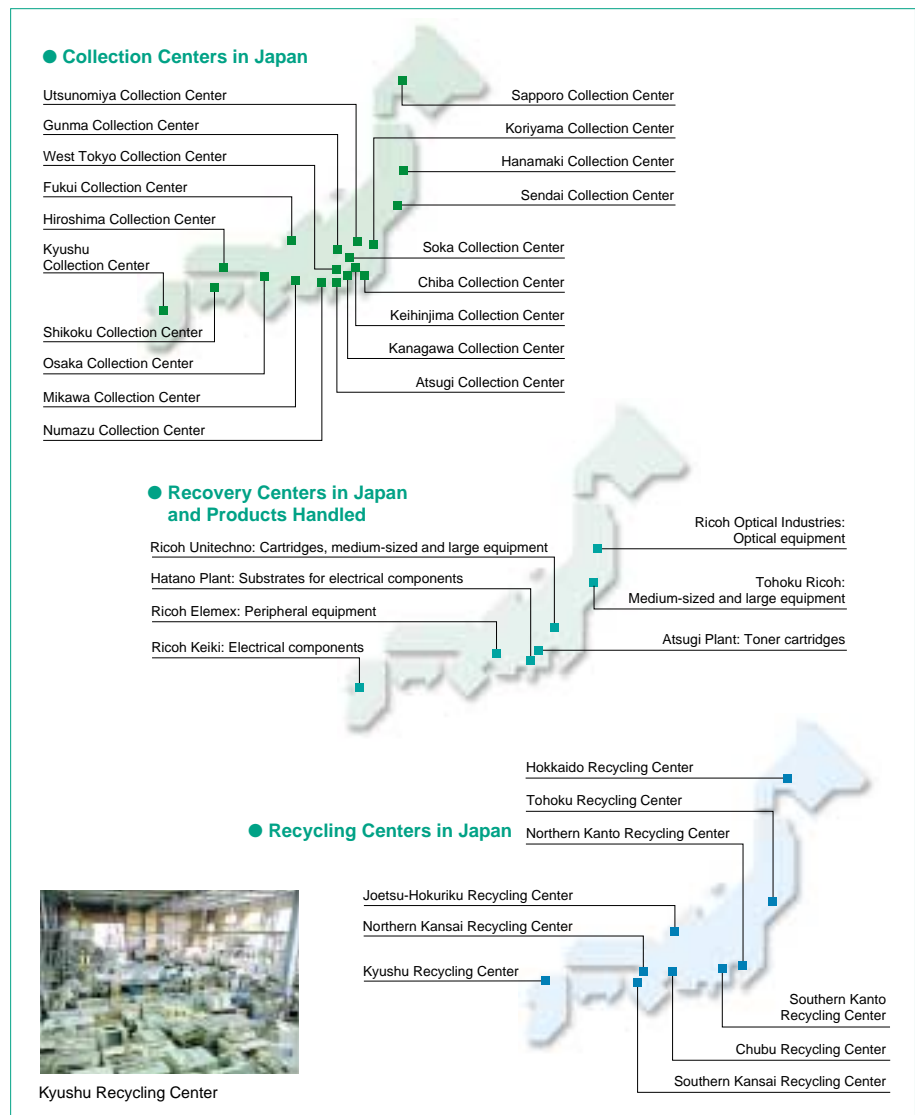 ● Collection Centers in Japan
Utsunomiya Collection Center
Gunma Collection Center
West Tokyo Collection Center
Fukui Collection Center
Hiroshima Collection Center
Kyushu
Collection Center
Shikoku Collection Center
Osaka Collection Center
Mikawa Collection Center
Numazu Collection Center
Sapporo Collection Center
Koriyama Collection Center
Hanamaki Collection Center
Sendai Collection Center
Soka Collection Center
Chiba Collection Center
Keihinjima Collection Center
Kanagawa Collection Center
Atsugi Collection Center
● Recovery Centers in Japan
and Products Handled
Ricoh Unitechno: Cartridges, medium-sized and large equipment
Hatano Plant: Substrates for electrical components
Ricoh Elemex: Peripheral equipment
Ricoh Keiki: Electrical components
Ricoh Optical Industries:
Optical equipment
Tohoku Ricoh:
Medium-sized and large equipment
Atsugi Plant: Toner cartridges
● Recycling Centers in Japan
Hokkaido Recycling Center
Tohoku Recycling Center
Northern Kanto Recycling Center
Joetsu-Hokuriku Recycling Center
Northern Kansai Recycling Center
Kyushu Recycling Center
Southern Kanto
Recycling Center
Chubu Recycling Center
Southern Kansai Recycling Center
Kyushu Recycling Center